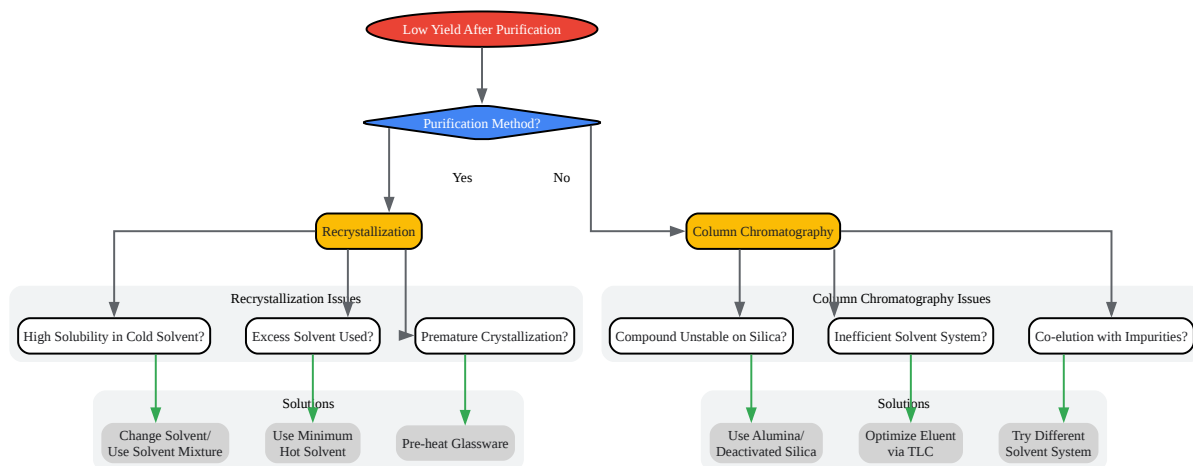 Low Yield After Purification
Purification Method?
Yes
No
Recrystallization
Column Chromatography
Recrystallization Issues
Column Chromatography Issues
High Solubility in Cold Solvent?
Excess Solvent Used?
Premature Crystallization?
Compound Unstable on Silica?
Inefficient Solvent System?
Co-elution with Impurities?
Solutions
Solutions
Change Solvent/
Use Solvent Mixture
Use Minimum
Hot Solvent
Pre-heat Glassware
Use Alumina/
Deactivated Silica
Optimize Eluent
via TLC
Try Different
Solvent System